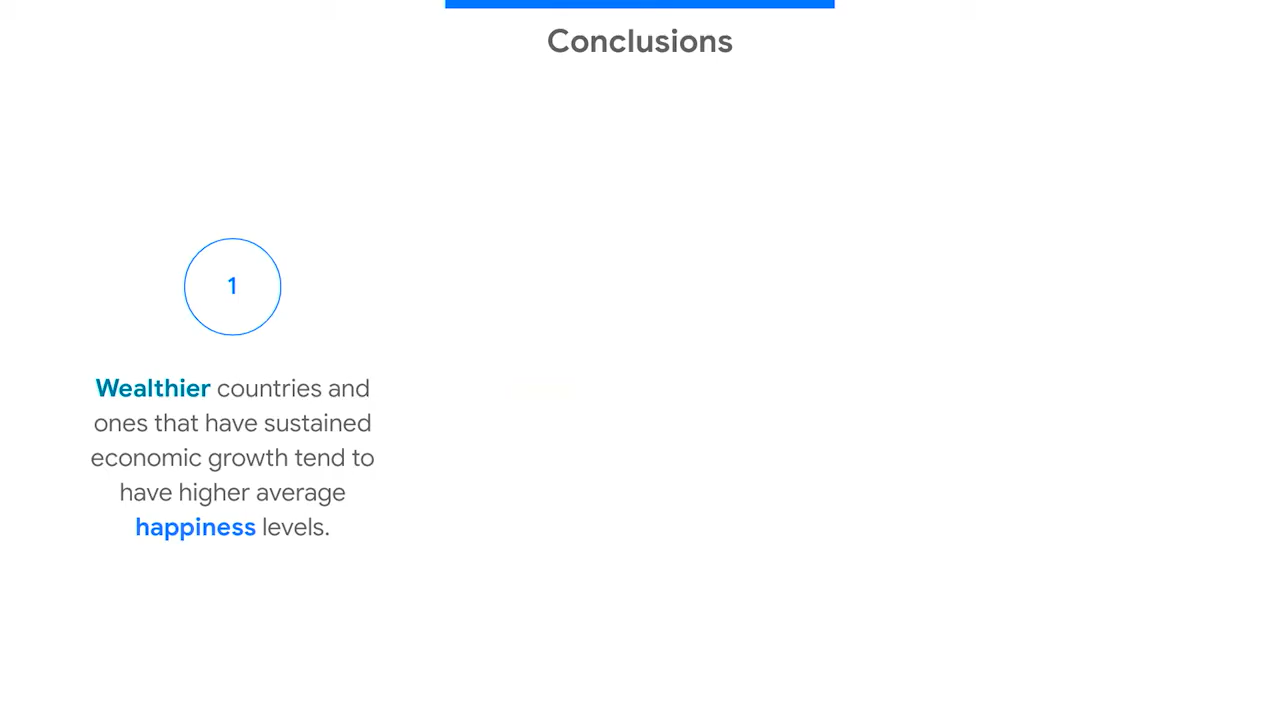 Conclusions
1
Wealthier countries and
ones that have sustained
economic growth tend to
have higher average
happiness levels.